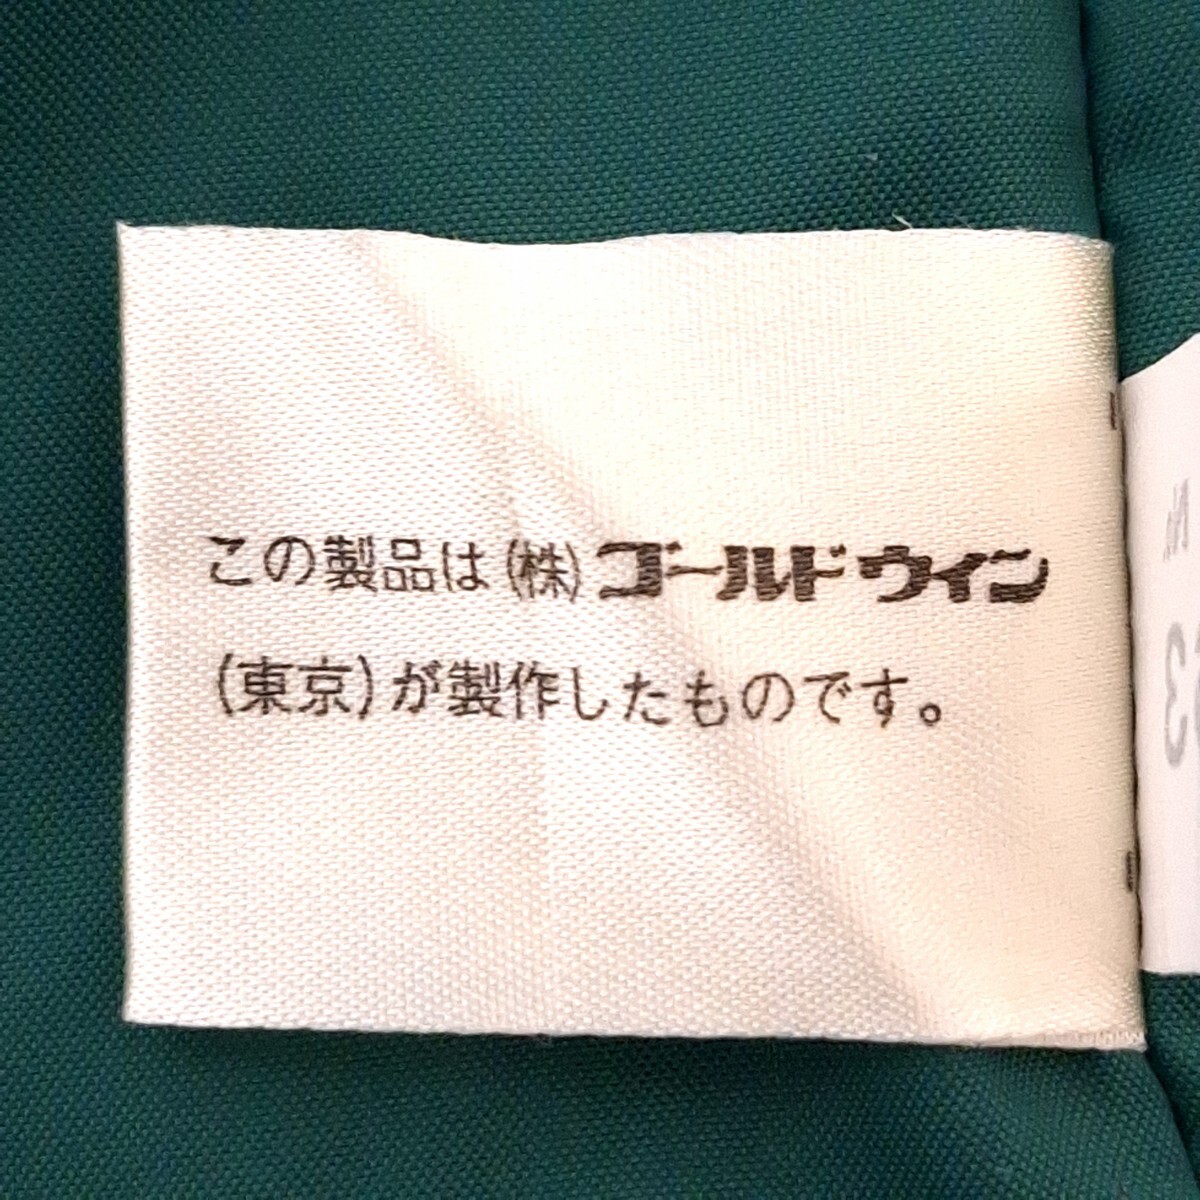 この製品は(株)ゴールドウイン
(東京)が製作したものです。